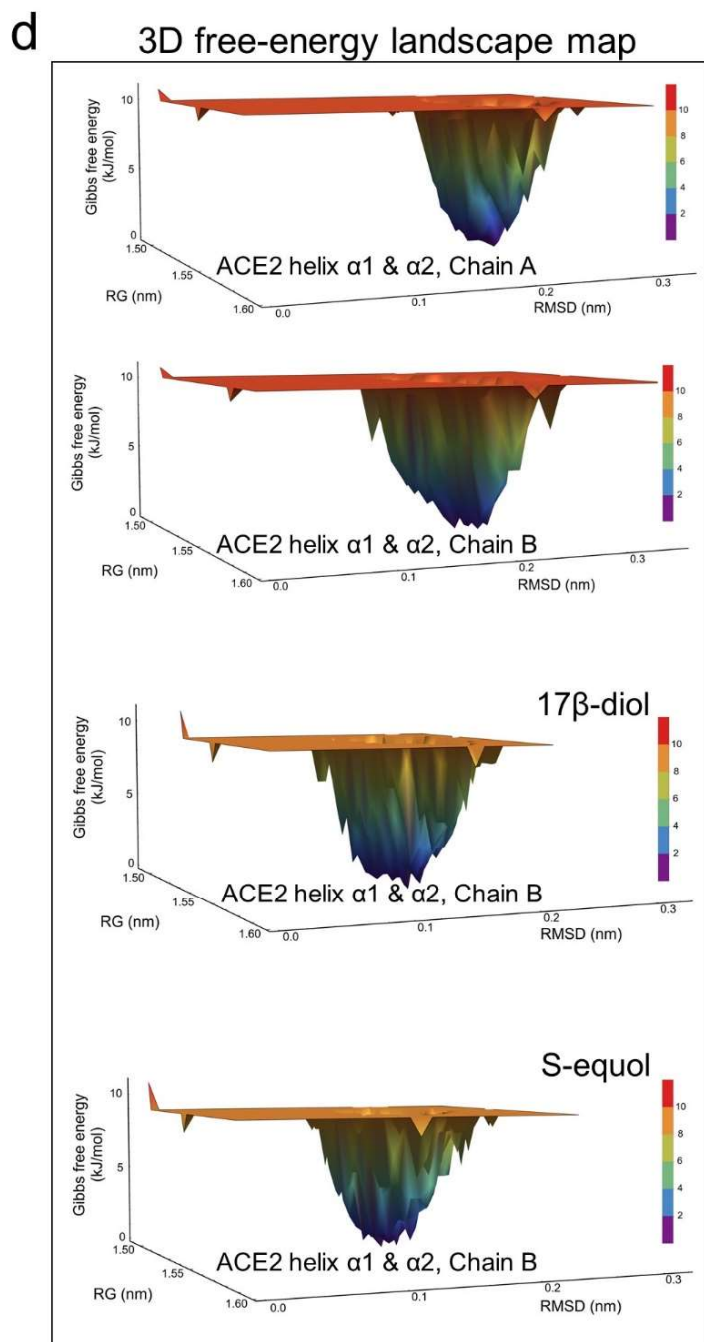 d
3D free-energy landscape map
Gibbs free energy
(kJ/mol)
10
5
0
1.50
1.55
1.60
RG (nm)
0.0
0.1
0.2
0.3
RMSD (nm)
ACE2 helix α1 & α2, Chain A
10
8
6
4
2
Gibbs free energy
(kJ/mol)
10
5
0
1.50
1.55
1.60
RG (nm)
0.0
0.1
0.2
0.3
RMSD (nm)
ACE2 helix α1 & α2, Chain B
10
8
6
4
2
17β-diol
Gibbs free energy
(kJ/mol)
10
5
0
1.50
1.55
1.60
RG (nm)
0.0
0.1
0.2
0.3
RMSD (nm)
ACE2 helix α1 & α2, Chain B
10
8
6
4
2
S-equol
Gibbs free energy
(kJ/mol)
10
5
0
1.50
1.55
1.60
RG (nm)
0.0
0.1
0.2
0.3
RMSD (nm)
ACE2 helix α1 & α2, Chain B
10
8
6
4
2